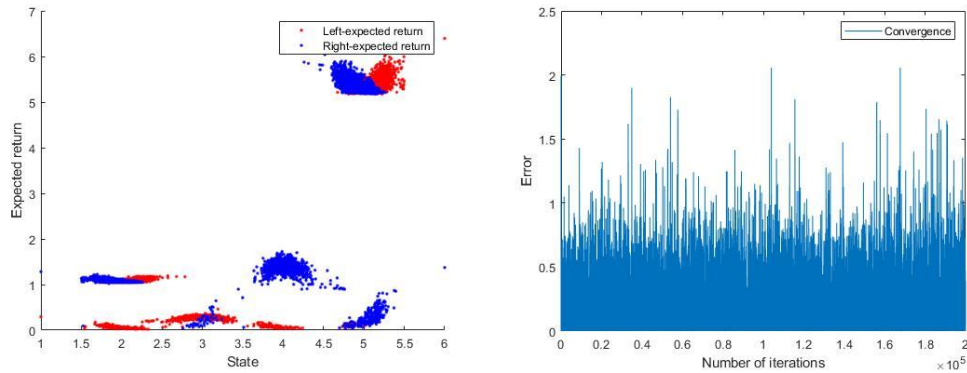 7
6
5
4
3
2
1
0
Expected return
1 1.5 2 2.5 3 3.5 4 4.5 5 5.5 6
State
Left-expected return
Right-expected return
2.5
2
1.5
1
0.5
0
Error
0 0.2 0.4 0.6 0.8 1 1.2 1.4 1.6 1.8 2
Number of iterations × 10^5
Convergence